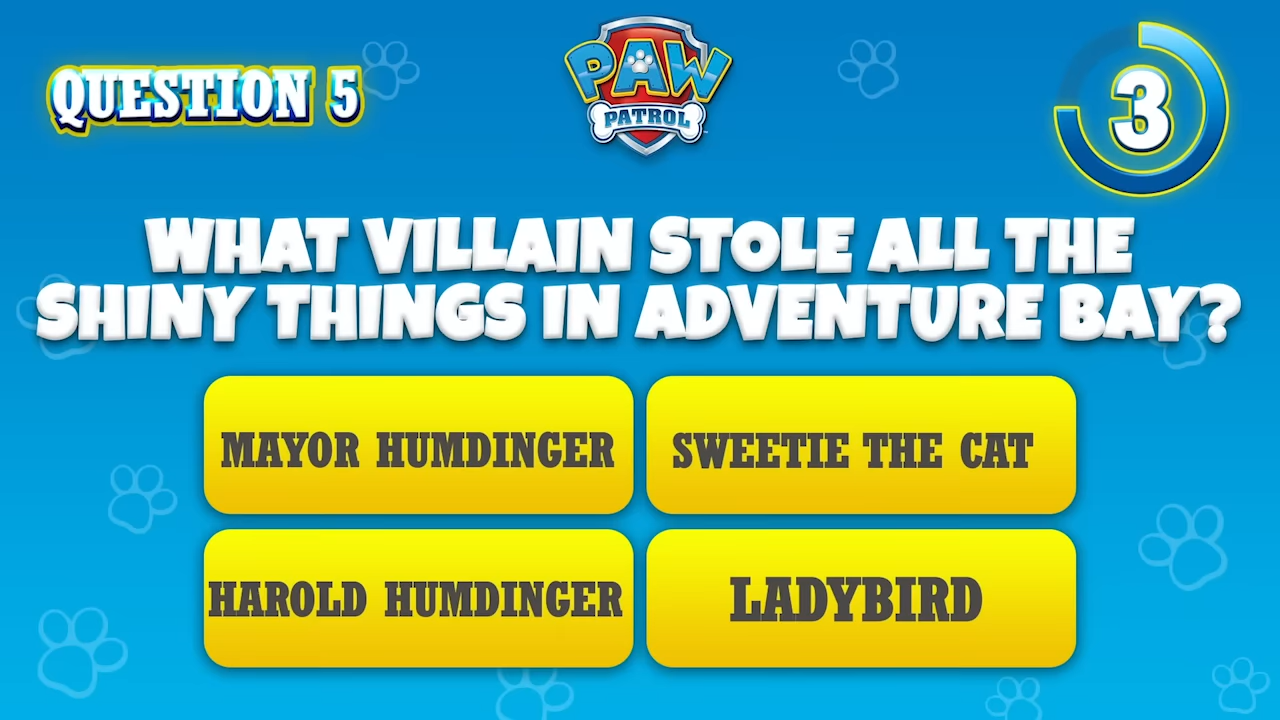 QUESTION 5
PAW
PATROL
3
WHAT VILLAIN STOLE ALL THE
SHINY THINGS IN ADVENTURE BAY?
MAYOR HUMDINGER
SWEETIE THE CAT
HAROLD HUMDINGER
LADYBIRD